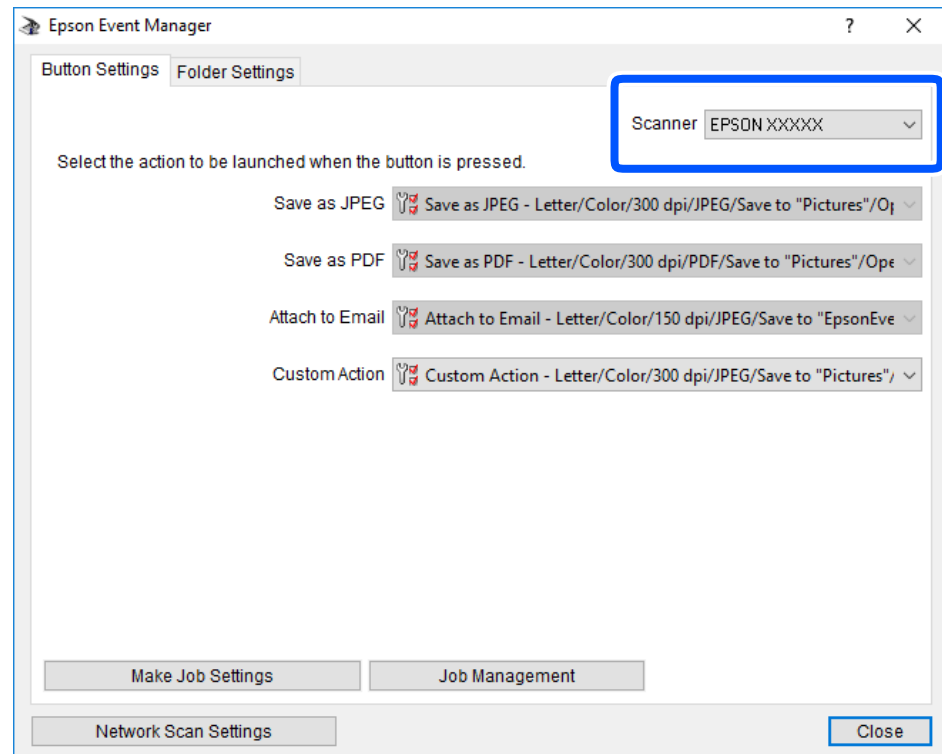 Epson Event Manager ?
Button Settings Folder Settings
Scanner EPSON XXXXX
Select the action to be launched when the button is pressed.
Save as JPEG Save as JPEG - Letter/Color/300 dpi/JPEG/Save to "Pictures"/Op
Save as PDF Save as PDF - Letter/Color/300 dpi/PDF/Save to "Pictures"/Ope
Attach to Email Attach to Email - Letter/Color/150 dpi/JPEG/Save to "EpsonEve
Custom Action Custom Action - Letter/Color/300 dpi/JPEG/Save to "Pictures"/
Make Job Settings Job Management
Network Scan Settings Close